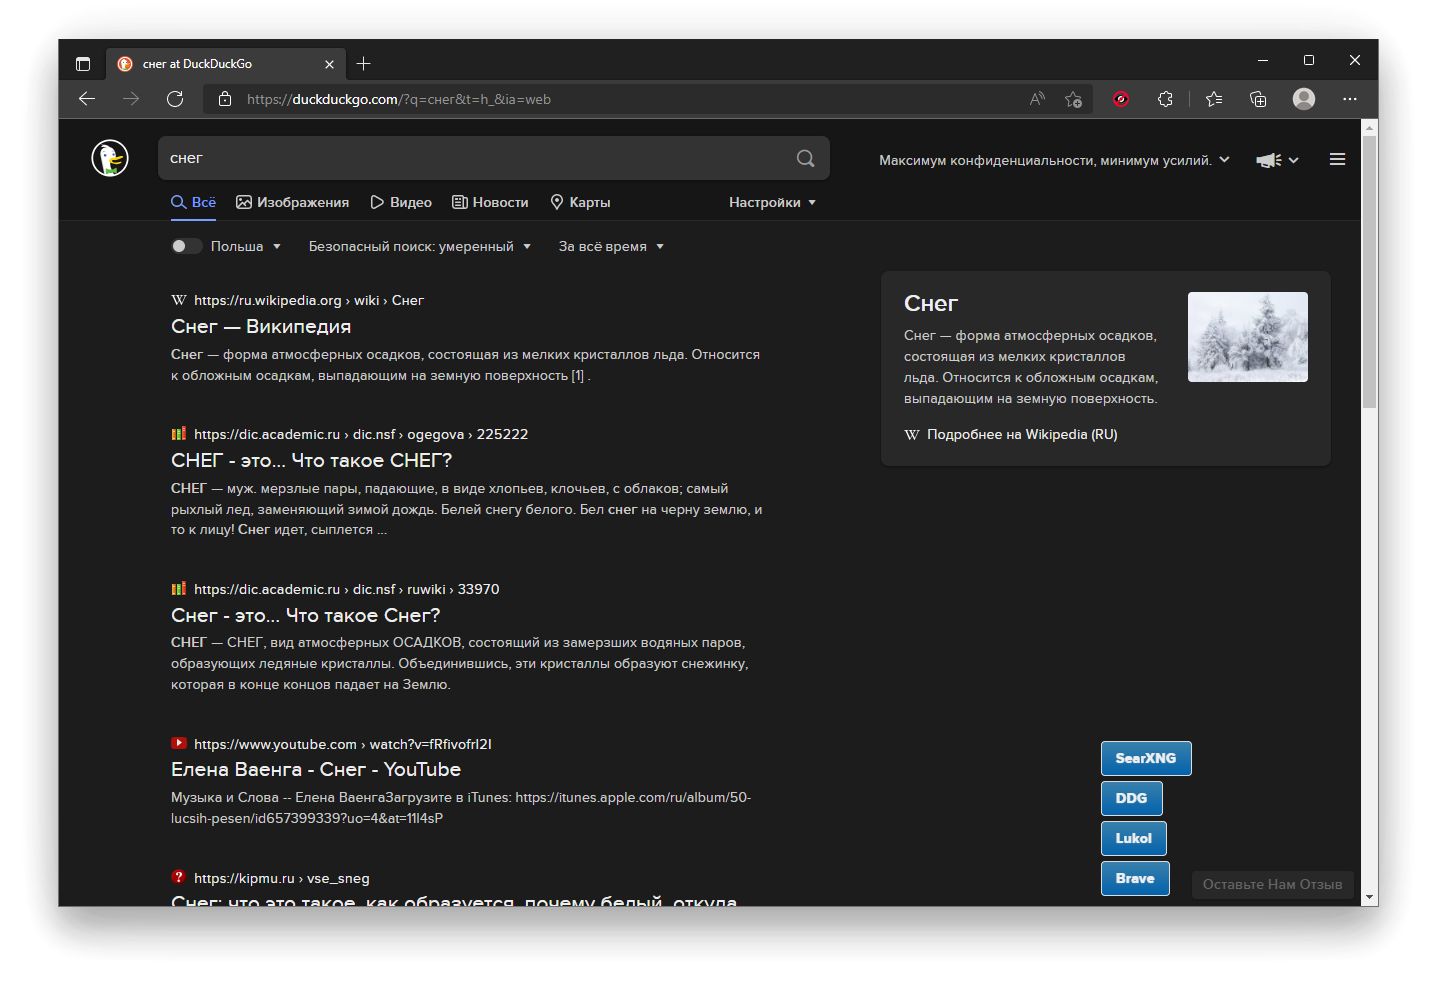 снег at DuckDuckGo
https://duckduckgo.com/?q=снег&t=h_&ia=web
снег
Максимум конфиденциальности, минимум усилий.
Всё
Изображения
Видео
Новости
Карты
Настройки
Польша
Безопасный поиск: умеренный
За всё время
https://ru.wikipedia.org › wiki › Снег
Снег — Википедия
Снег — форма атмосферных осадков, состоящая из мелких кристаллов льда. Относится
к обложным осадкам, выпадающим на земную поверхность [1] .
https://dic.academic.ru › dic.nsf › ogegova › 225222
СНЕГ - это... Что такое СНЕГ?
СНЕГ — муж. мерзлые пары, падающие, в виде хлопьев, клочьев, с облаков; самый
рыхлый лед, заменяющий зимой дождь. Белей снегу белого. Бел снег на черну землю, и
то к лицу! Снег идет, сыплется ...
https://dic.academic.ru › dic.nsf › ruwiki › 33970
Снег - это... Что такое Снег?
СНЕГ — СНЕГ, вид атмосферных ОСАДКОВ, состоящий из замерзших водяных паров,
образующих ледяные кристаллы. Объединившись, эти кристаллы образуют снежинку,
которая в конце концов падает на Землю.
https://www.youtube.com › watch?v=fRfivofrI2I
Елена Ваенга - Снег - YouTube
Музыка и Слова -- Елена ВаенгаЗагрузите в iTunes: https://itunes.apple.com/ru/album/50-
lucsih-pesen/id657399339?uo=4&at=11l4sP
https://kipmu.ru › vse_sneg
Снег: что это такое, как образуется, почему белый, откуда
Снег
Снег — форма атмосферных осадков,
состоящая из мелких кристаллов
льда. Относится к обложным осадкам,
выпадающим на земную поверхность.
W Подробнее на Wikipedia (RU)
SearXNG
DDG
Lukol
Brave
Оставьте Нам Отзыв